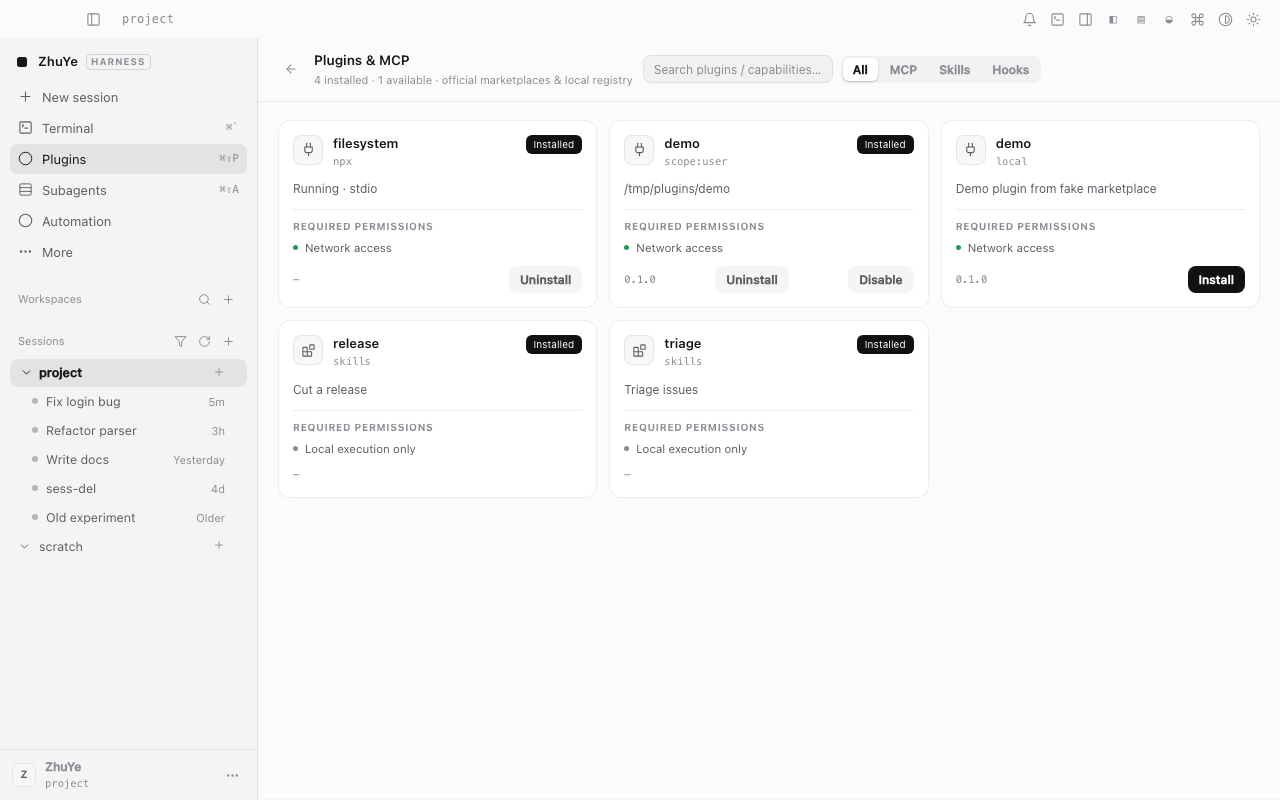 project
ZhuYe HARNESS
New session
Terminal ⌘`
Plugins ⌘⇧P
Subagents ⌘⇧A
Automation
More
Workspaces
Sessions
project
Fix login bug 5m
Refactor parser 3h
Write docs Yesterday
sess-del 4d
Old experiment Older
scratch
Z
ZhuYe
project
Plugins & MCP
4 installed · 1 available · official marketplaces & local registry
Search plugins / capabilities...
All MCP Skills Hooks
filesystem Installed
npx
Running · stdio
REQUIRED PERMISSIONS
Network access
— Uninstall
demo Installed
scope:user
/tmp/plugins/demo
REQUIRED PERMISSIONS
Network access
0.1.0 Uninstall Disable
demo
local
Demo plugin from fake marketplace
REQUIRED PERMISSIONS
Network access
0.1.0 Install
release Installed
skills
Cut a release
REQUIRED PERMISSIONS
Local execution only
—
triage Installed
skills
Triage issues
REQUIRED PERMISSIONS
Local execution only
—